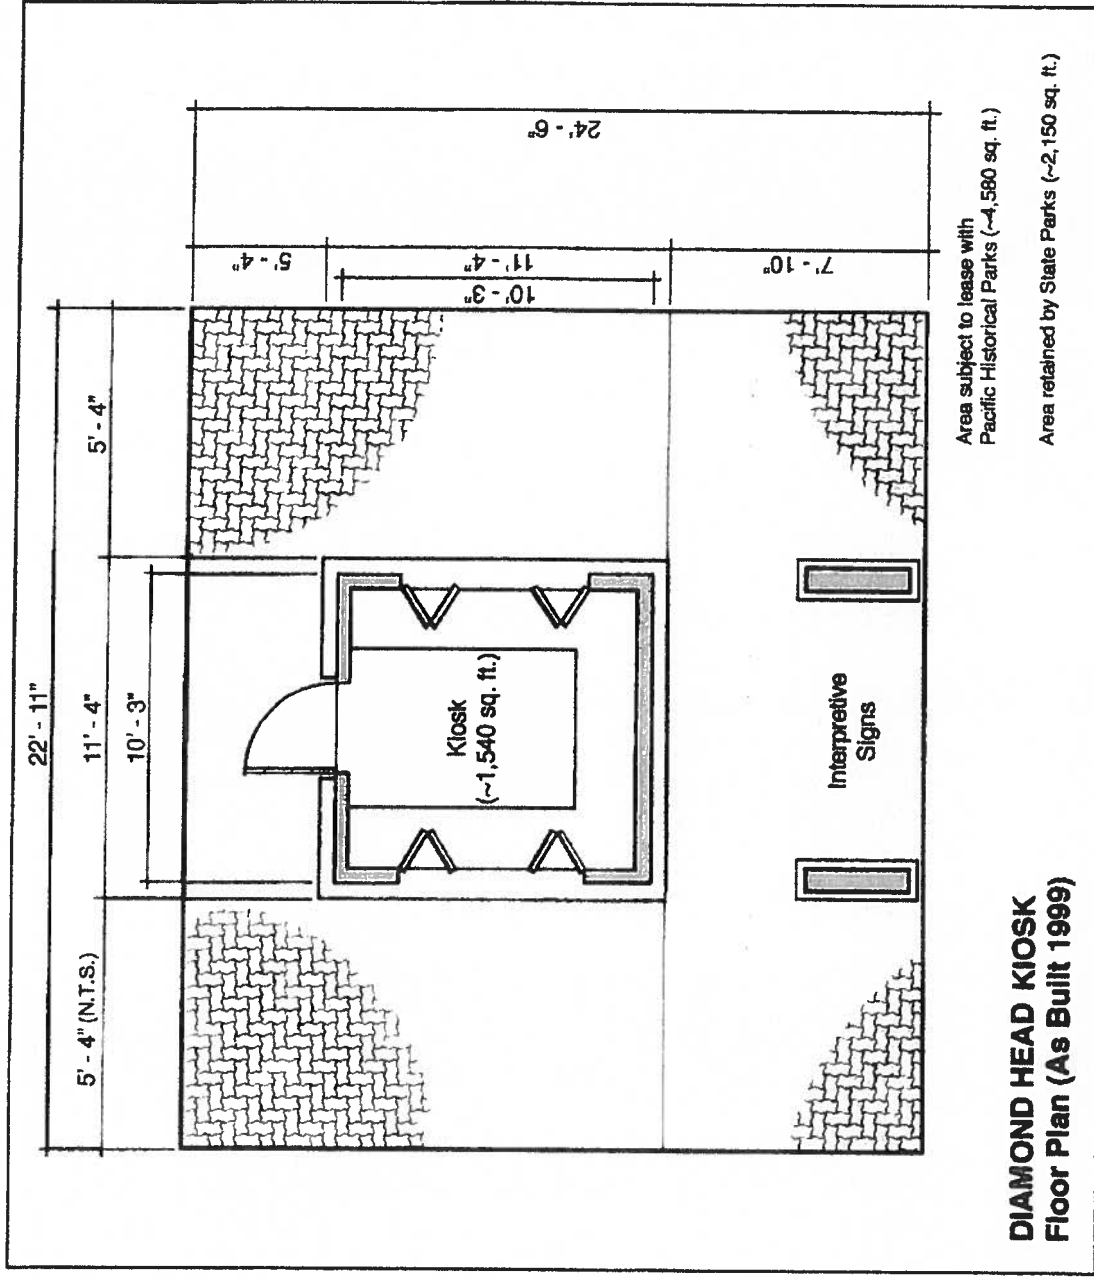 22' - 11"
5' - 4" (N.T.S.)
11' - 4"
5' - 4"
10' - 3"
24' - 6"
5' - 4"
11' - 4"
10' - 3"
7' - 10"
Kiosk
(~1,540 sq. ft.)
Interpretive
Signs
Area subject to lease with
Pacific Historical Parks (~4,580 sq. ft.)
Area retained by State Parks (~2,150 sq. ft.)
DIAMOND HEAD KIOSK
Floor Plan (As Built 1999)